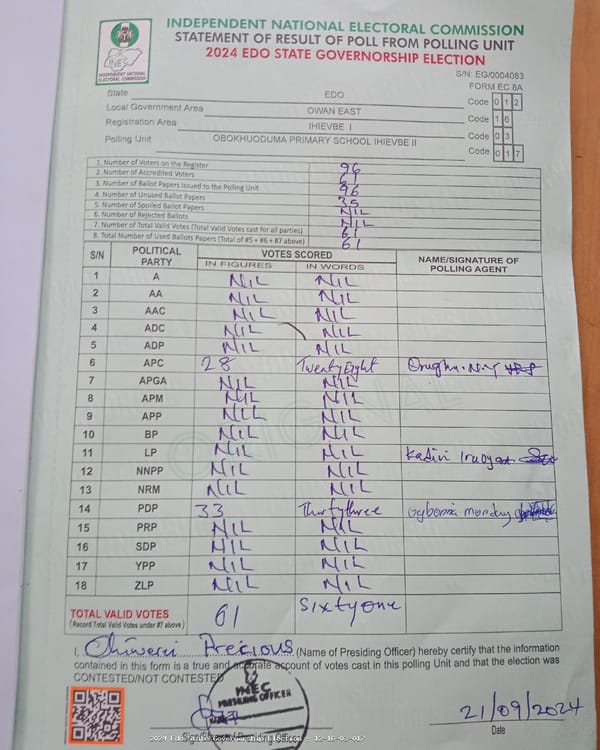 INDEPENDENT NATIONAL ELECTORAL COMMISSION
STATEMENT OF RESULT OF POLL FROM POLLING UNIT
2024 EDO STATE GOVERNORSHIP ELECTION
INEC
INDEPENDENT NATIONAL ELECTORAL COMMISSION
S/N: EG/0004083
FORM EC 8A
State EDO Code 0 1 2
Local Government Area OWAN EAST Code 1 6
Registration Area IHIEVBE I Code 0 3
Polling Unit OBOKHUODUMA PRIMARY SCHOOL IHIEVBE II Code 0 1 7
1. Number of Voters on the Register 96
2. Number of Accredited Voters 61
3. Number of Ballot Papers Issued to the Polling Unit 96
4. Number of Unused Ballot Papers 35
5. Number of Spoiled Ballot Papers NIL
6. Number of Rejected Ballots NIL
7. Number of Total Valid Votes (Total Valid Votes cast for all parties) 61
8. Total Number of Used Ballots Papers (Total of #5 + #6 + #7 above) 61
S/N POLITICAL PARTY VOTES SCORED NAME/SIGNATURE OF POLLING AGENT
IN FIGURES IN WORDS
1 A NIL NIL
2 AA NIL NIL
3 AAC NIL NIL
4 ADC NIL NIL
5 ADP NIL NIL
6 APC 28 Twenty Eight
7 APGA NIL NIL
8 APM NIL NIL
9 APP NIL NIL
10 BP NIL NIL
11 LP NIL NIL Kadiri
12 NNPP NIL NIL
13 NRM NIL NIL
14 PDP 33 Thirtythree monday
15 PRP NIL NIL
16 SDP NIL NIL
17 YPP NIL NIL
18 ZLP NIL NIL
TOTAL VALID VOTES 61 Sixtyone
(Record Total Valid Votes under #7 above)
I, Precious (Name of Presiding Officer) hereby certify that the information
contained in this form is a true and accurate account of votes cast in this polling Unit and that the election was
CONTESTED/NOT CONTESTED
INEC
PRESIDING OFFICER
21/09/2024
Date